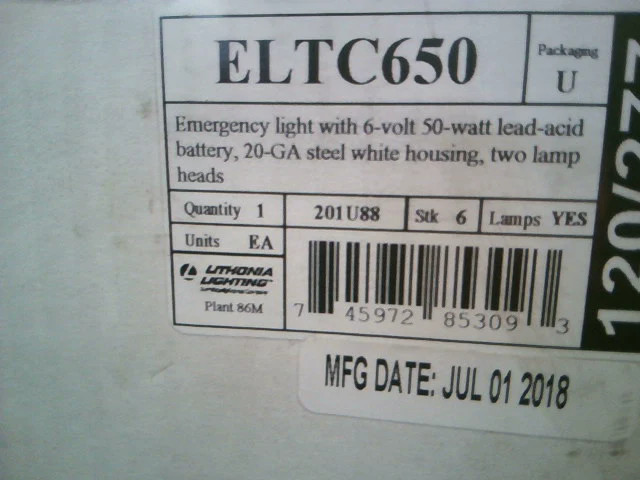 ELTC650
Packaging
U
Emergency light with 6-volt 50-watt lead-acid
battery, 20-GA steel white housing, two lamp
heads
Quantity 1
201U88
Stk 6
Lamps YES
Units EA
LITHONIA
LIGHTING
Plant 86M
7 45972 85309 3
120/277
MFG DATE: JUL 01 2018